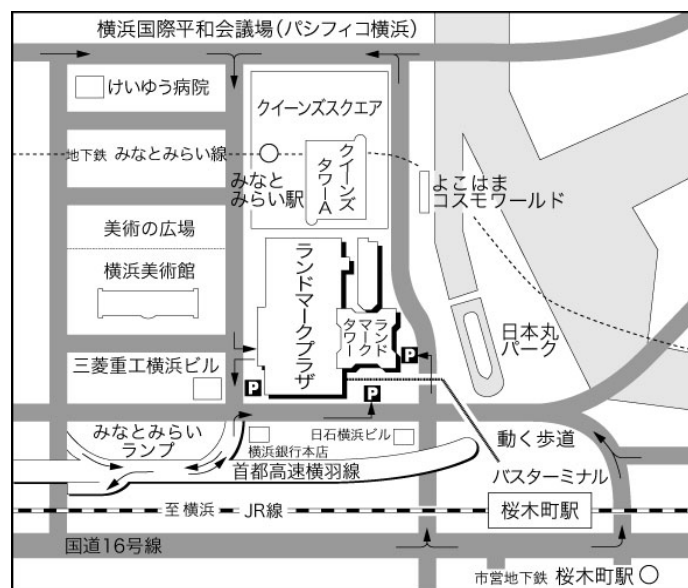 横浜国際平和会議場(パシフィコ横浜)
けいゆう病院
クイーンズスクエア
地下鉄 みなとみらい線
みなと
みらい駅
クイーンズ
タワーA
よこはま
コスモワールド
美術の広場
横浜美術館
ランドマークプラザ
ランド
マーク
タワー
日本丸
パーク
三菱重工横浜ビル
P
P
P
みなとみらい
ランプ
横浜銀行本店
日石横浜ビル
動く歩道
首都高速横羽線
バスターミナル
至 横浜 JR線
桜木町駅
国道16号線
市営地下鉄 桜木町駅